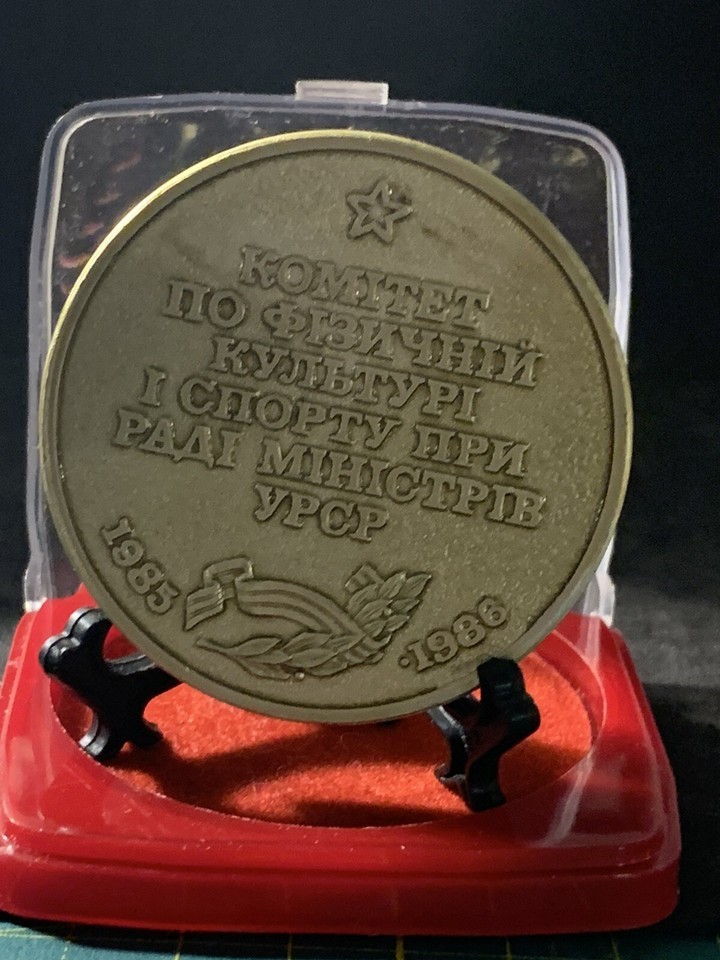 КОМІТЕТ
ПО ФІЗИЧНІЙ
КУЛЬТУРІ
І СПОРТУ ПРИ
РАДІ МІНІСТРІВ
УРСР
1985 · 1986